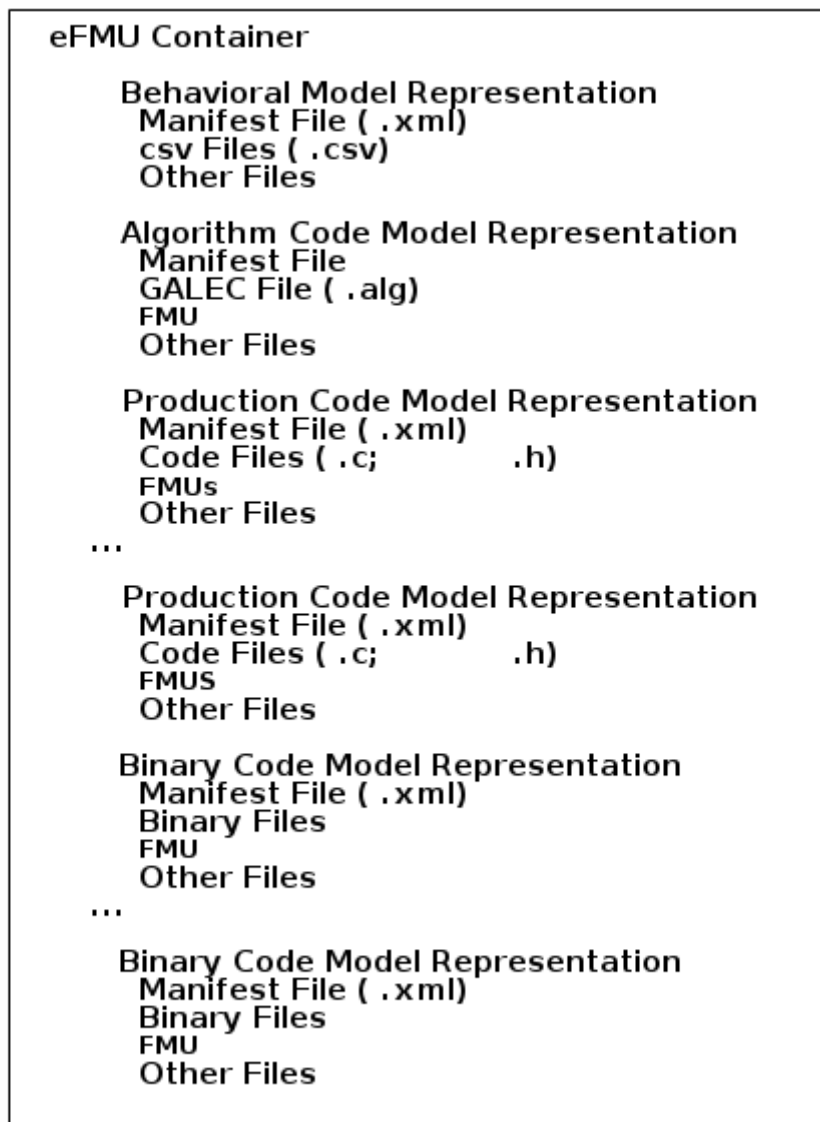 eFMU Container
Behavioral Model Representation
Manifest File ( .xml)
csv Files ( .csv)
Other Files
Algorithm Code Model Representation
Manifest File
GALEC File ( .alg)
FMU
Other Files
Production Code Model Representation
Manifest File ( .xml)
Code Files ( .c; .h)
FMUs
Other Files
...
Production Code Model Representation
Manifest File ( .xml)
Code Files ( .c; .h)
FMUS
Other Files
Binary Code Model Representation
Manifest File ( .xml)
Binary Files
FMU
Other Files
...
Binary Code Model Representation
Manifest File ( .xml)
Binary Files
FMU
Other Files